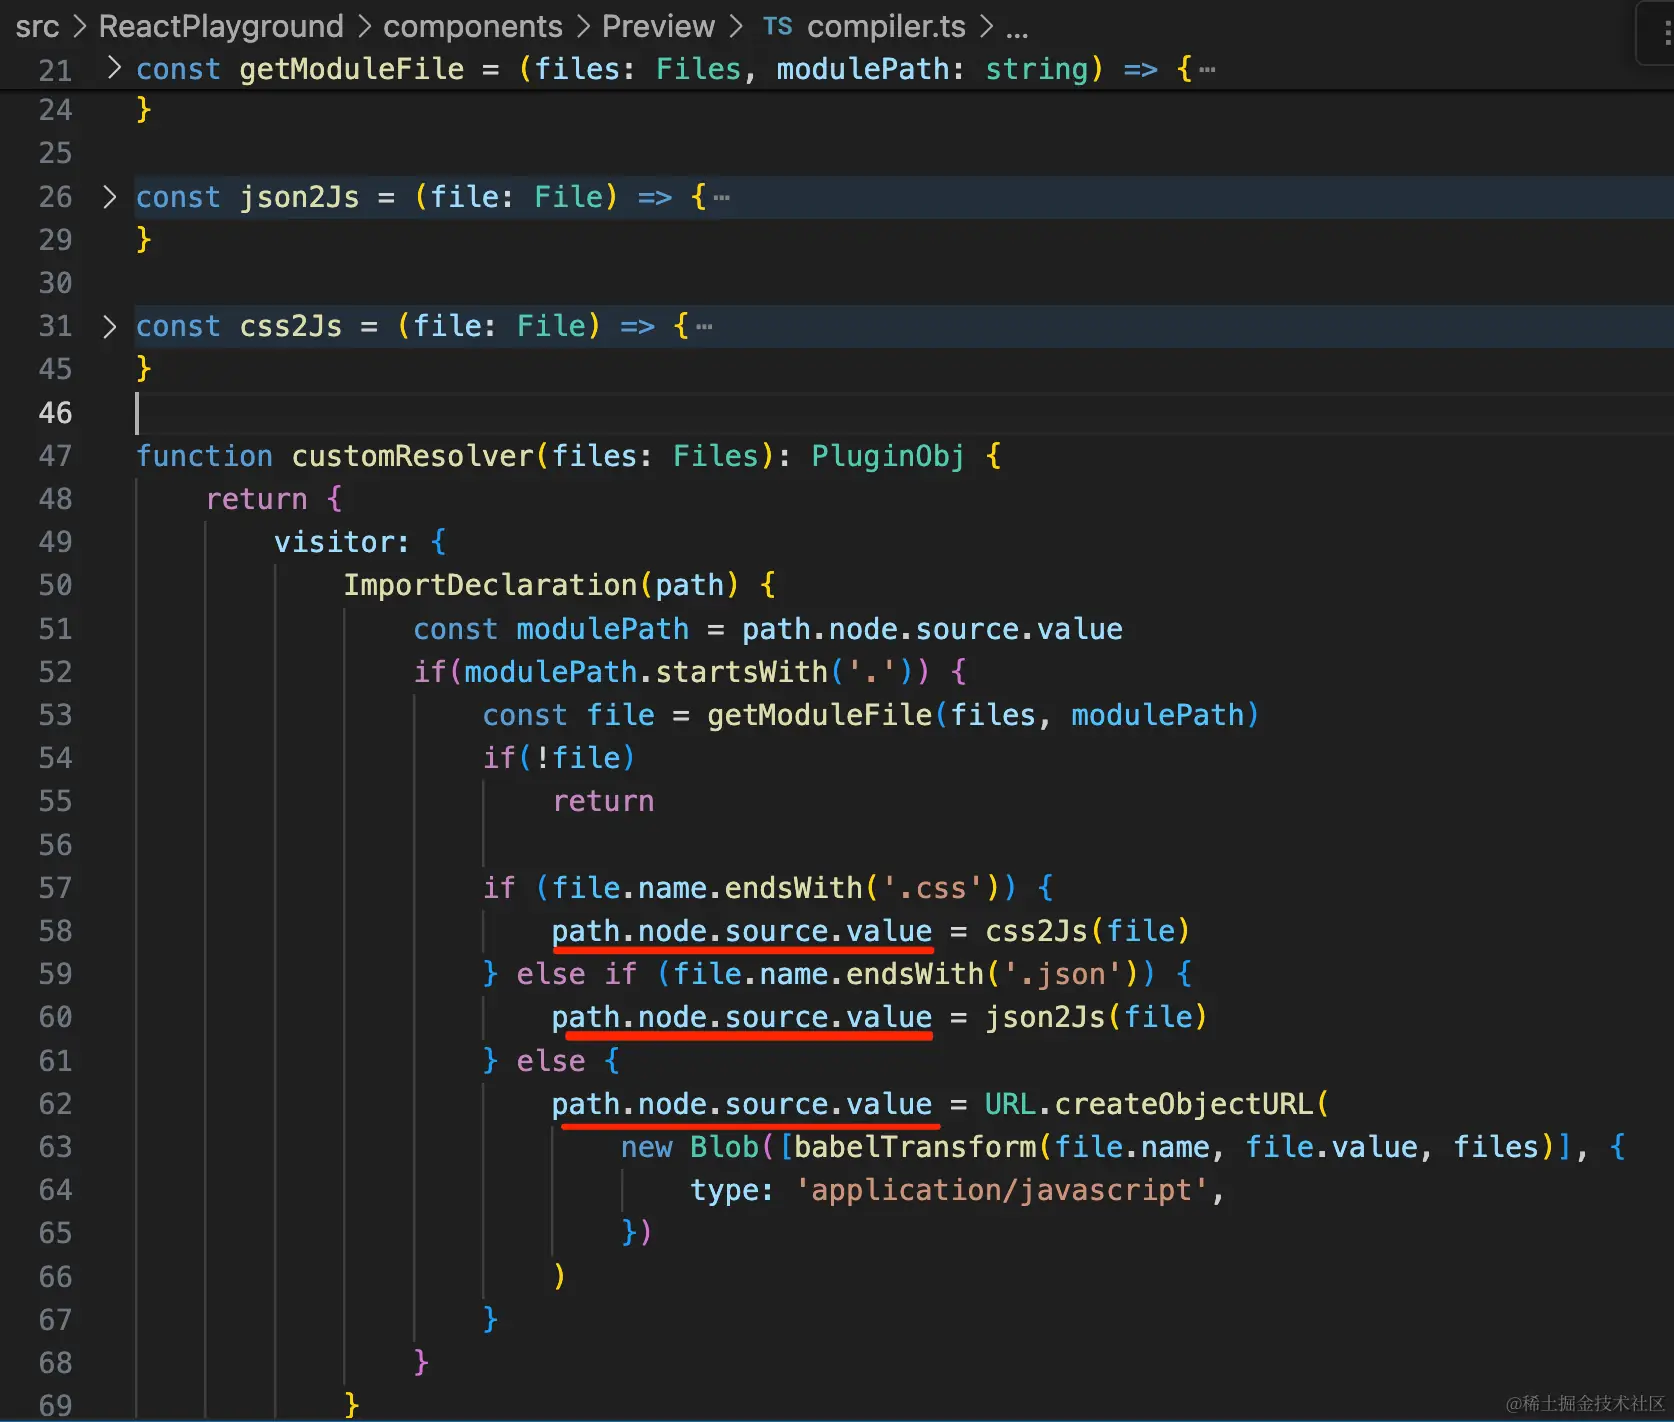 src > ReactPlayground > components > Preview > TS compiler.ts > ...
21 > const getModuleFile = (files: Files, modulePath: string) => { ⋯
24 }
25
26 > const json2Js = (file: File) => { ⋯
29 }
30
31 > const css2Js = (file: File) => { ⋯
45 }
46
47 function customResolver(files: Files): PluginObj {
48 return {
49 visitor: {
50 ImportDeclaration(path) {
51 const modulePath = path.node.source.value
52 if(modulePath.startsWith('.')) {
53 const file = getModuleFile(files, modulePath)
54 if(!file)
55 return
56
57 if (file.name.endsWith('.css')) {
58 path.node.source.value = css2Js(file)
59 } else if (file.name.endsWith('.json')) {
60 path.node.source.value = json2Js(file)
61 } else {
62 path.node.source.value = URL.createObjectURL(
63 new Blob([babelTransform(file.name, file.value, files)], {
64 type: 'application/javascript',
65 })
66 )
67 }
68 }
69 }
@稀土掘金技术社区